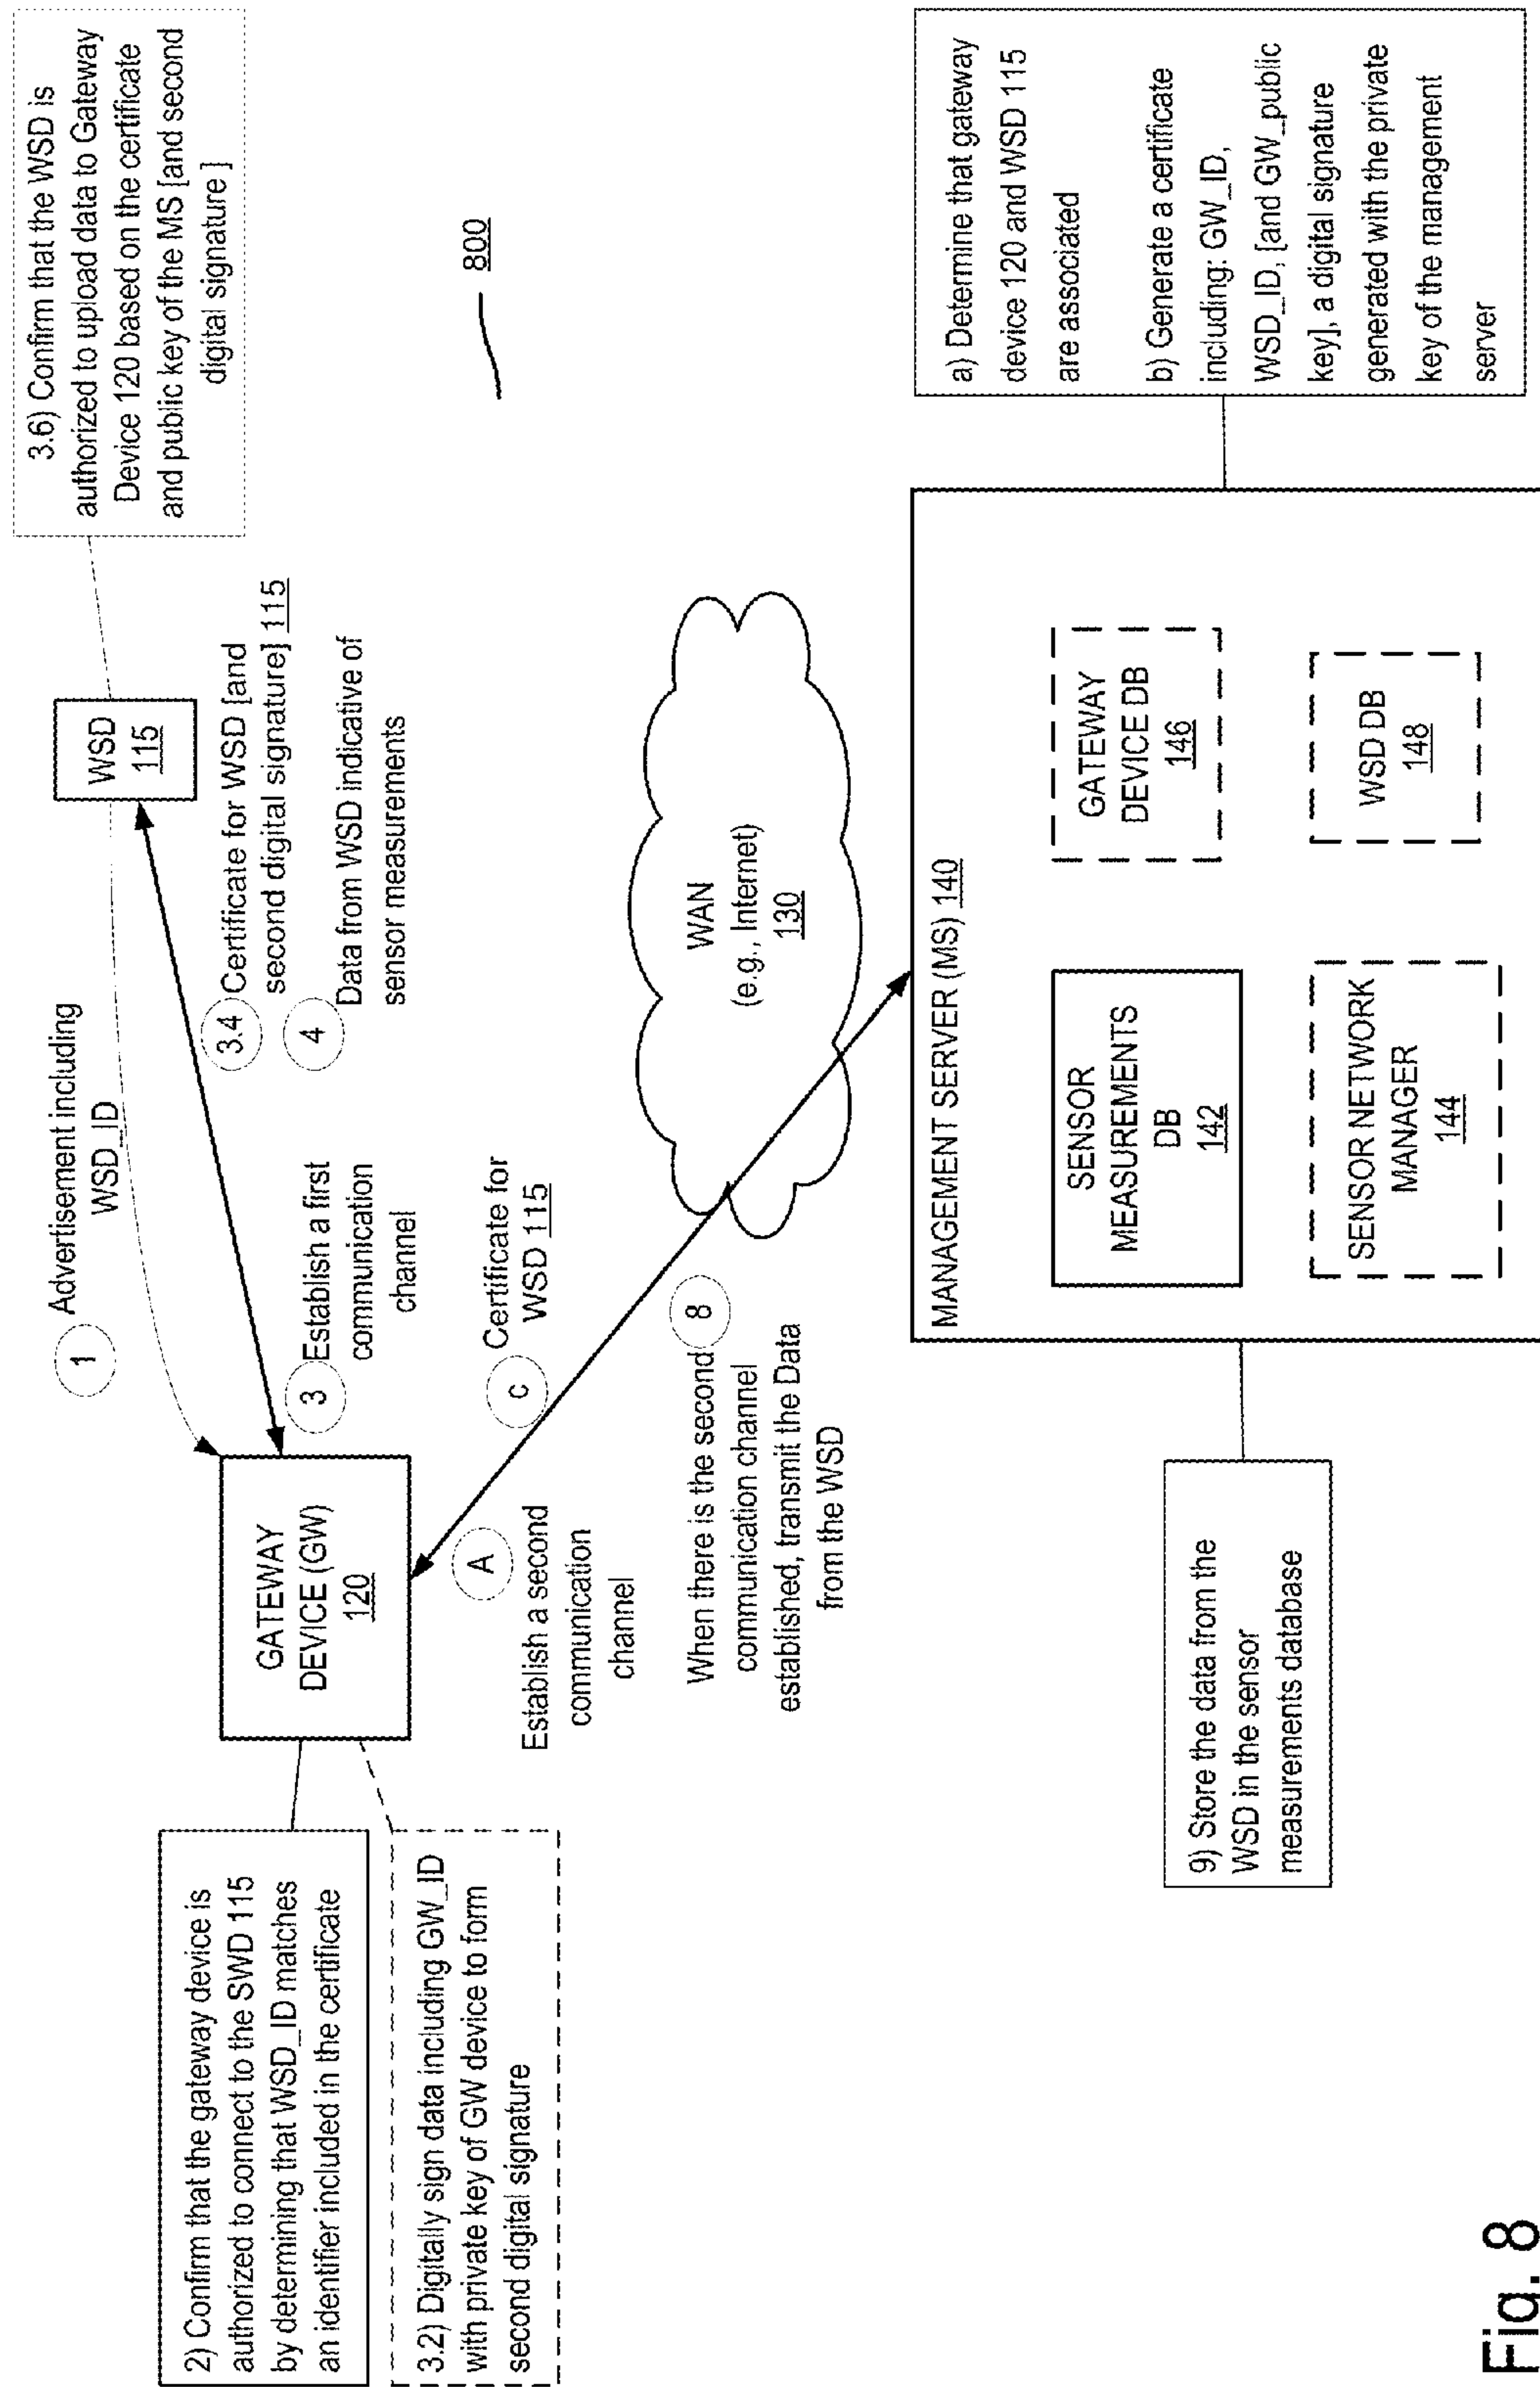 2) Confirm that the gateway device is
authorized to connect to the SWD 115
by determining that WSD_ID matches
an identifier included in the certificate
3.2) Digitally sign data including GW_ID
with private key of GW device to form
second digital signature
GATEWAY
DEVICE (GW)
120
1
Advertisement including
WSD_ID
WSD
115
3.6) Confirm that the WSD is
authorized to upload data to Gateway
Device 120 based on the certificate
and public key of the MS [and second
digital signature ]
3
Establish a first
communication
channel
3.4
Certificate for WSD [and
second digital signature] 115
4
Data from WSD indicative of
sensor measurements
A
Establish a second
communication
channel
c
Certificate for
WSD 115
800
8
When there is the second
communication channel
established, transmit the Data
from the WSD
WAN
(e.g., Internet)
130
9) Store the data from the
WSD in the sensor
measurements database
MANAGEMENT SERVER (MS) 140
SENSOR
MEASUREMENTS
DB
142
GATEWAY
DEVICE DB
146
SENSOR NETWORK
MANAGER
144
WSD DB
148
a) Determine that gateway
device 120 and WSD 115
are associated
b) Generate a certificate
including: GW_ID,
WSD_ID, [and GW_public
key], a digital signature
generated with the private
key of the management
server
Fig. 8